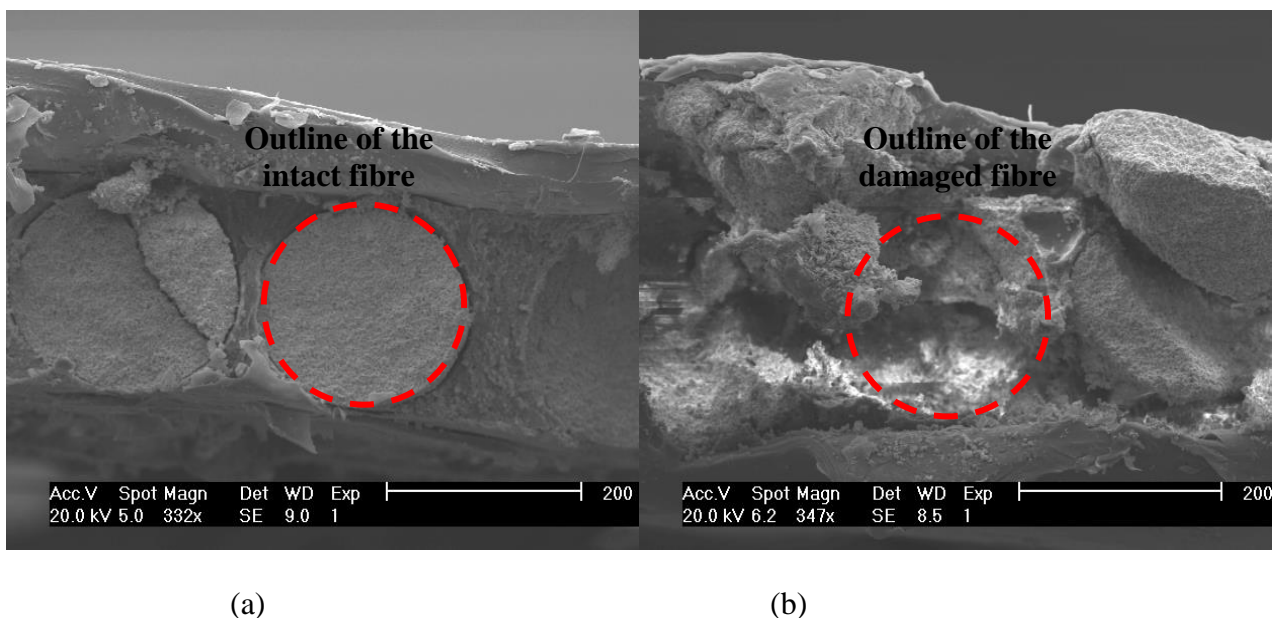 Outline of the
intact fibre
Acc.V Spot Magn Det WD Exp
20.0 kV 5.0 332x SE 9.0 1
200
Outline of the
damaged fibre
Acc.V Spot Magn Det WD Exp
20.0 kV 6.2 347x SE 8.5 1
200
(a)
(b)